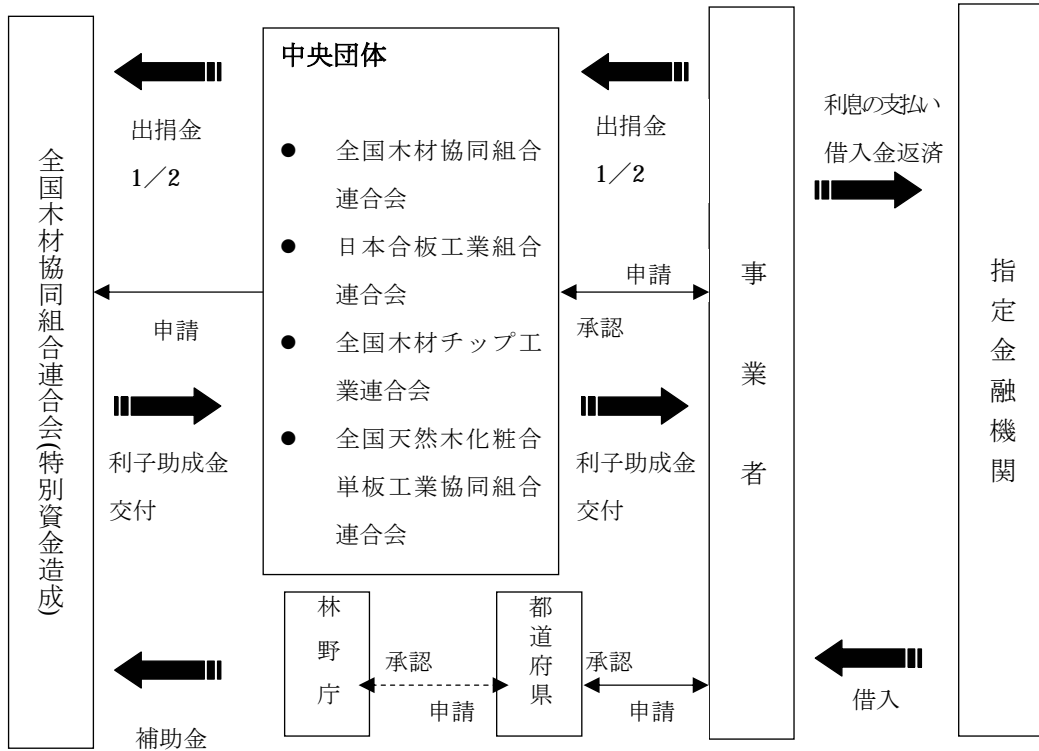 全国木材協同組合連合会(特別資金造成)
出捐金
1/2
申請
利子助成金
交付
補助金
中央団体
● 全国木材協同組合
連合会
● 日本合板工業組合
連合会
● 全国木材チップ工
業連合会
● 全国天然木化粧合
単板工業協同組合
連合会
出捐金
1/2
申請
承認
利子助成金
交付
林野庁
承認
申請
都道府県
承認
申請
事業者
利息の支払い
借入金返済
借入
指定金融機関